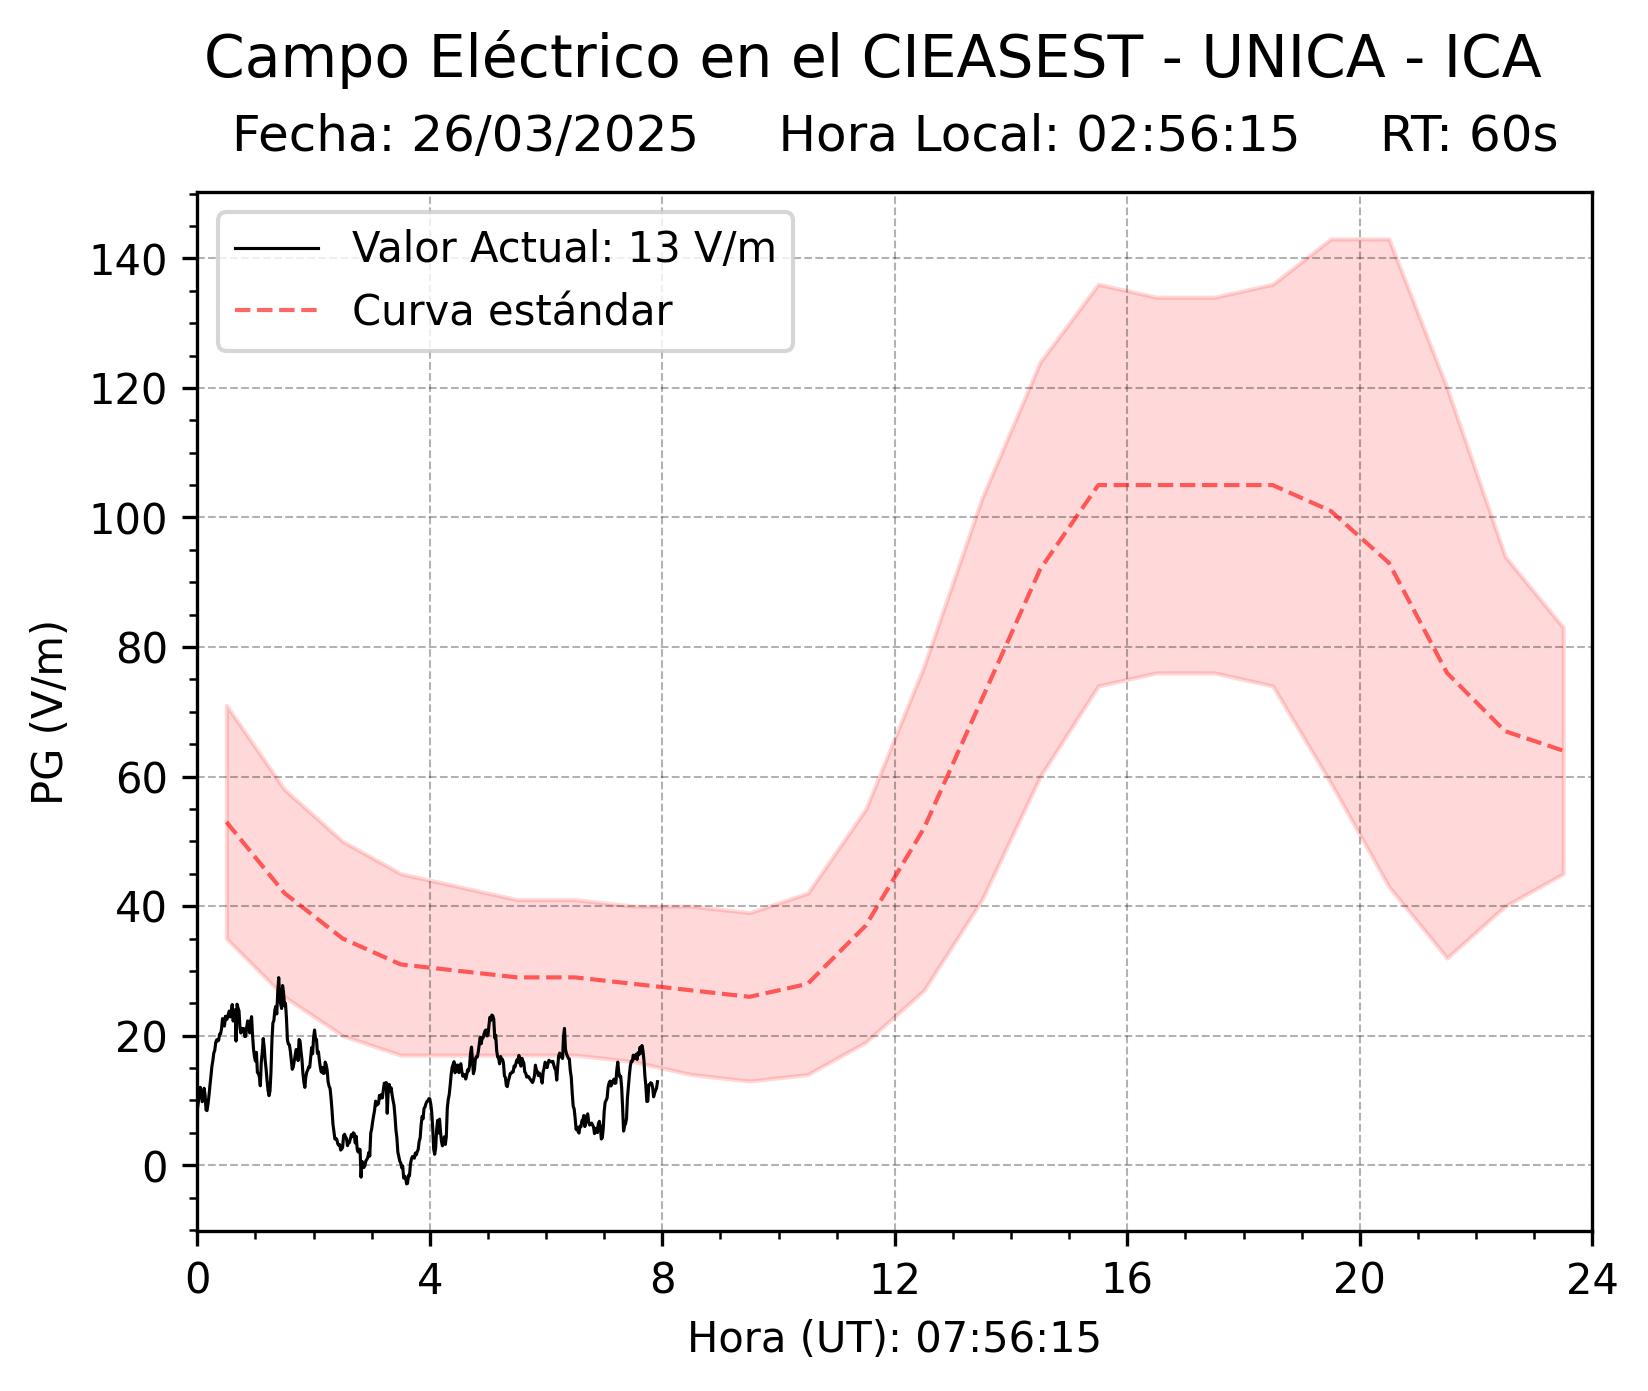 Campo Eléctrico en el CIEASEST - UNICA - ICA
Fecha: 26/03/2025 Hora Local: 02:56:15 RT: 60s
Valor Actual: 13 V/m
Curva estándar
140
120
100
80
60
40
20
0
PG (V/m)
0 4 8 12 16 20 24
Hora (UT): 07:56:15